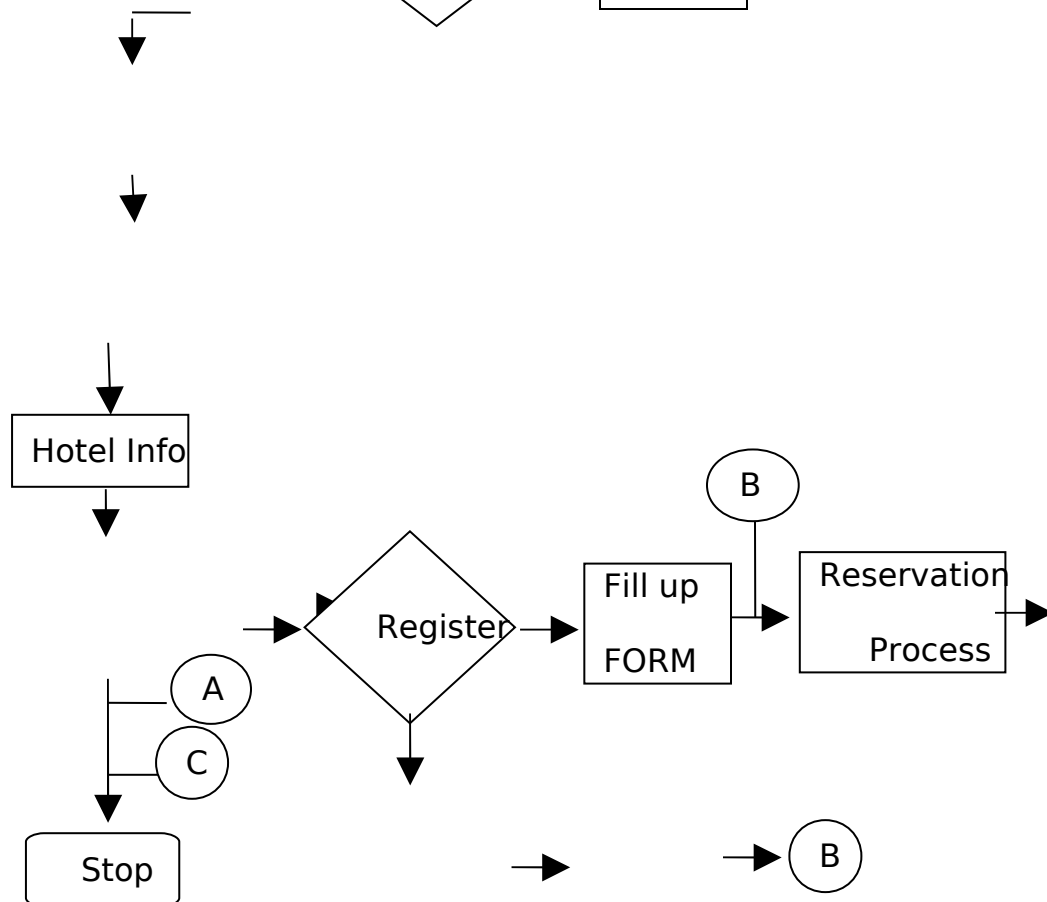 Hotel Info
B
Fill up
FORM
Reservation
Process
Register
A
C
Stop
B